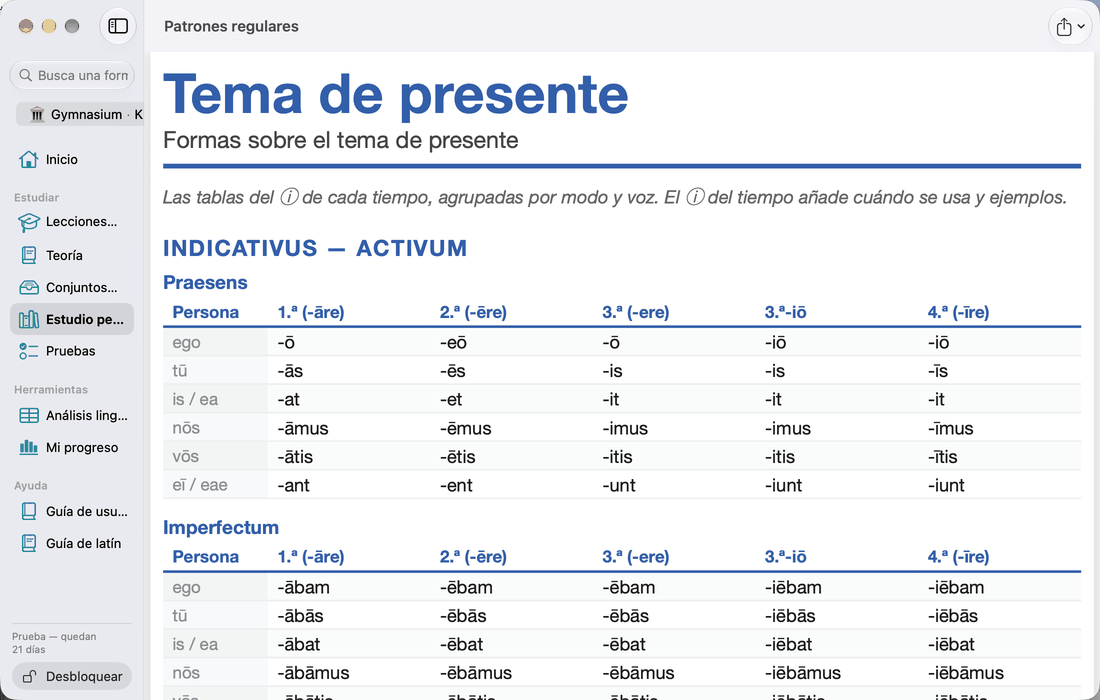 Patrones regulares
Busca una forn
Gymnasium · K
Inicio
Estudiar
Lecciones...
Teoría
Conjuntos...
Estudio pe...
Pruebas
Herramientas
Análisis ling...
Mi progreso
Ayuda
Guía de usu...
Guía de latín
Prueba — quedan
21 días
Desbloquear
Tema de presente
Formas sobre el tema de presente
Las tablas del ⓘ de cada tiempo, agrupadas por modo y voz. El ⓘ del tiempo añade cuándo se usa y ejemplos.
INDICATIVUS — ACTIVUM
Praesens
Persona 1.ª (-āre) 2.ª (-ēre) 3.ª (-ere) 3.ª-iō 4.ª (-īre)
ego -ō -eō -ō -iō -iō
tū -ās -ēs -is -is -īs
is / ea -at -et -it -it -it
nōs -āmus -ēmus -imus -imus -īmus
vōs -ātis -ētis -itis -itis -ītis
eī / eae -ant -ent -unt -iunt -iunt
Imperfectum
Persona 1.ª (-āre) 2.ª (-ēre) 3.ª (-ere) 3.ª-iō 4.ª (-īre)
ego -ābam -ēbam -ēbam -iēbam -iēbam
tū -ābās -ēbās -ēbās -iēbās -iēbās
is / ea -ābat -ēbat -ēbat -iēbat -iēbat
nōs -ābāmus -ēbāmus -ēbāmus -iēbāmus -iēbāmus